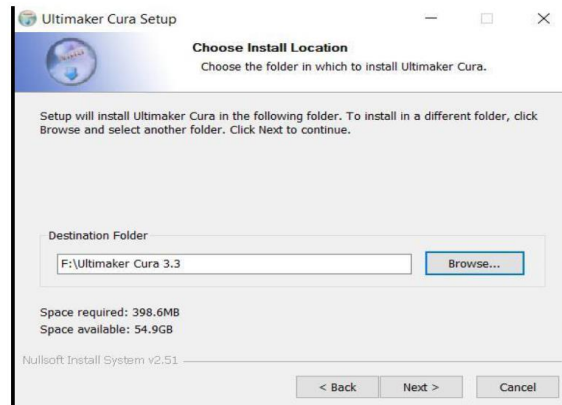 Ultimaker Cura Setup
Choose Install Location
Choose the folder in which to install Ultimaker Cura.
Setup will install Ultimaker Cura in the following folder. To install in a different folder, click
Browse and select another folder. Click Next to continue.
Destination Folder
F:\Ultimaker Cura 3.3
Browse...
Space required: 398.6MB
Space available: 54.9GB
Nullsoft Install System v2.51
< Back Next > Cancel